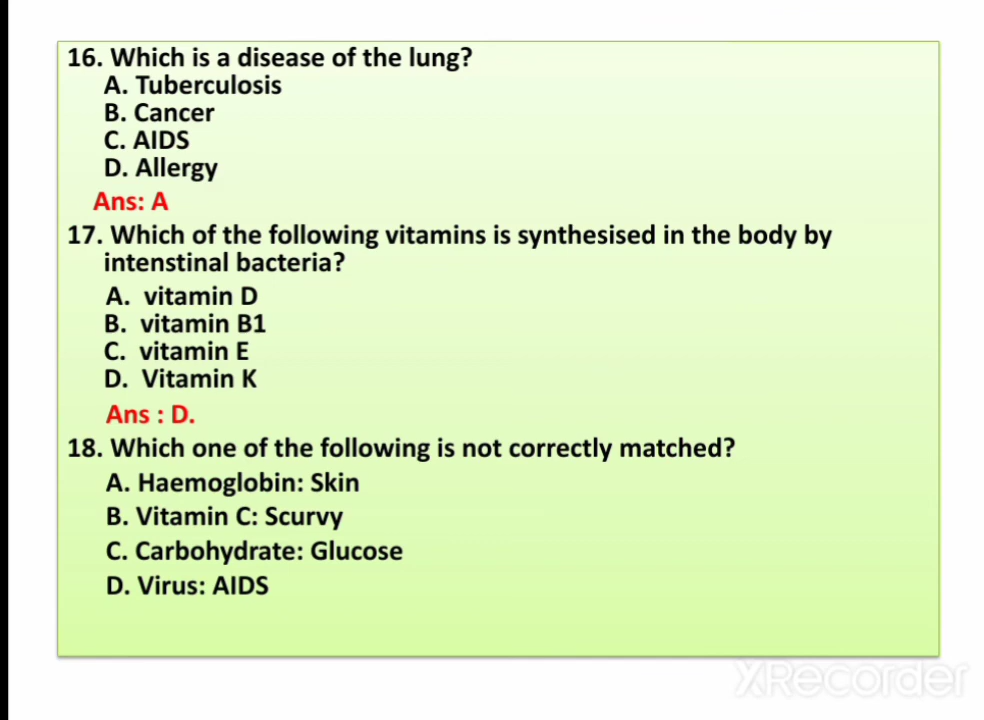 16. Which is a disease of the lung?
A. Tuberculosis
B. Cancer
C. AIDS
D. Allergy
Ans: A
17. Which of the following vitamins is synthesised in the body by
intenstinal bacteria?
A. vitamin D
B. vitamin B1
C. vitamin E
D. Vitamin K
Ans : D.
18. Which one of the following is not correctly matched?
A. Haemoglobin: Skin
B. Vitamin C: Scurvy
C. Carbohydrate: Glucose
D. Virus: AIDS
XRecorder